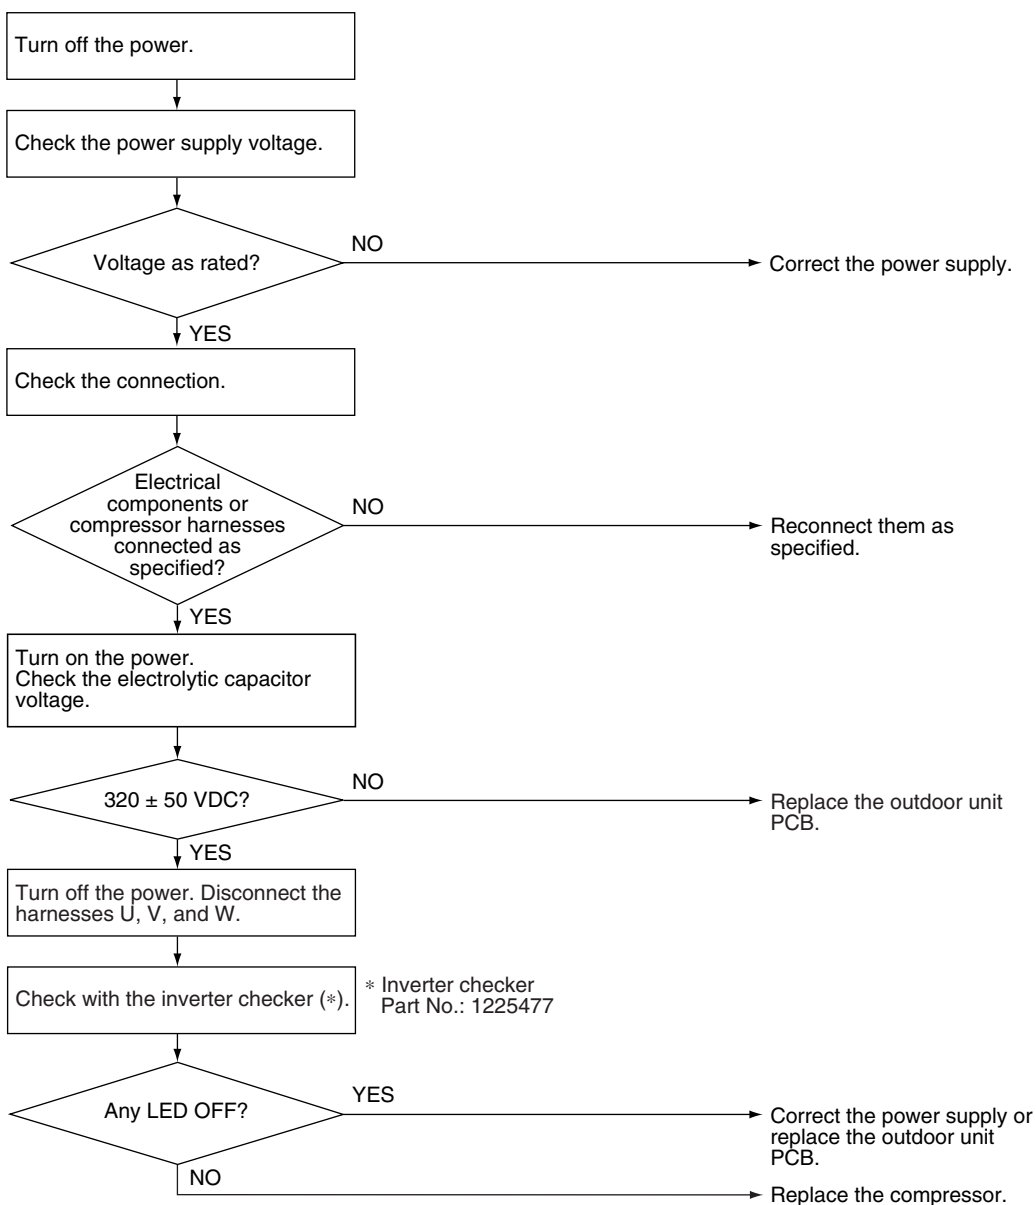 Turn off the power.
Check the power supply voltage.
Voltage as rated?
NO
Correct the power supply.
YES
Check the connection.
Electrical
components or
compressor harnesses
connected as
specified?
NO
Reconnect them as
specified.
YES
Turn on the power.
Check the electrolytic capacitor
voltage.
320 ± 50 VDC?
NO
Replace the outdoor unit
PCB.
YES
Turn off the power. Disconnect the
harnesses U, V, and W.
Check with the inverter checker (*).
* Inverter checker
Part No.: 1225477
Any LED OFF?
YES
Correct the power supply or
replace the outdoor unit
PCB.
NO
Replace the compressor.